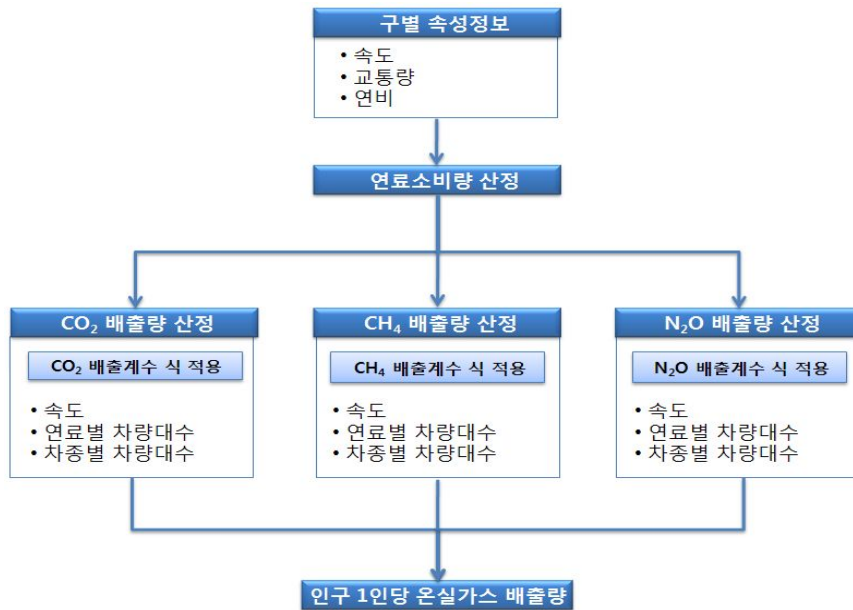 구별 속성정보
• 속도
• 교통량
• 연비
연료소비량 산정
CO₂ 배출량 산정
CO₂ 배출계수 식 적용
• 속도
• 연료별 차량대수
• 차종별 차량대수
CH₄ 배출량 산정
CH₄ 배출계수 식 적용
• 속도
• 연료별 차량대수
• 차종별 차량대수
N₂O 배출량 산정
N₂O 배출계수 식 적용
• 속도
• 연료별 차량대수
• 차종별 차량대수
인구 1인당 온실가스 배출량